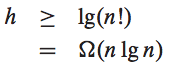 h ≥ lg(n!)
= Ω(n lg n)